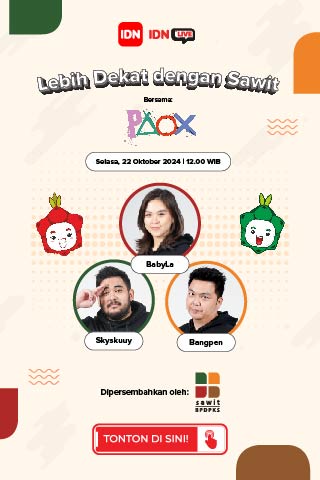 IDN IDN LIVE
Lebih Dekat dengan Sawit
Bersama:
PAOX
Selasa, 22 Oktober 2024 | 12.00 WIB
BabyLa
Skyskuuy
Bangpen
Dipersembahkan oleh:
sawit
BPDPKS
TONTON DI SINI!